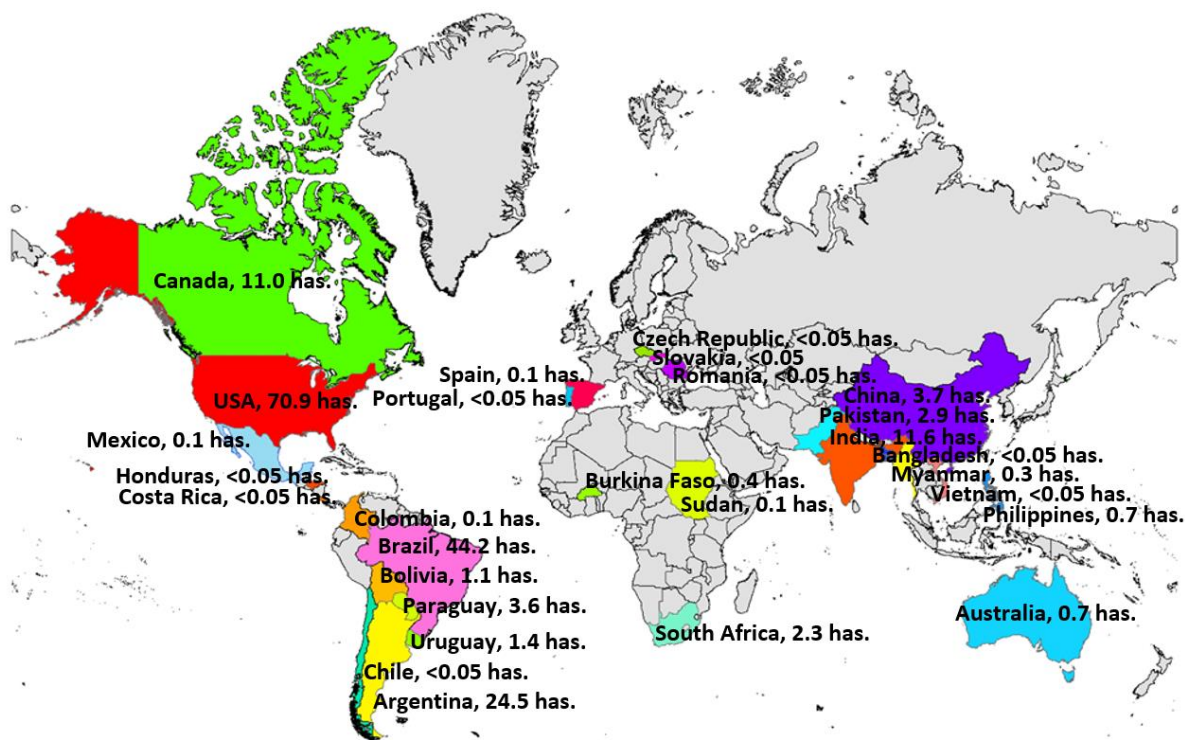 Canada, 11.0 has.
USA, 70.9 has.
Mexico, 0.1 has.
Honduras, <0.05 has.
Costa Rica, <0.05 has.
Colombia, 0.1 has.
Brazil, 44.2 has.
Bolivia, 1.1 has.
Paraguay, 3.6 has.
Uruguay, 1.4 has.
Chile, <0.05 has.
Argentina, 24.5 has.
Spain, 0.1 has.
Portugal, <0.05 has.
Czech Republic, <0.05 has.
Slovakia, <0.05
Romania, <0.05 has.
Burkina Faso, 0.4 has.
Sudan, 0.1 has.
South Africa, 2.3 has.
China, 3.7 has.
Pakistan, 2.9 has.
India, 11.6 has.
Bangladesh, <0.05 has.
Myanmar, 0.3 has.
Vietnam, <0.05 has.
Philippines, 0.7 has.
Australia, 0.7 has.